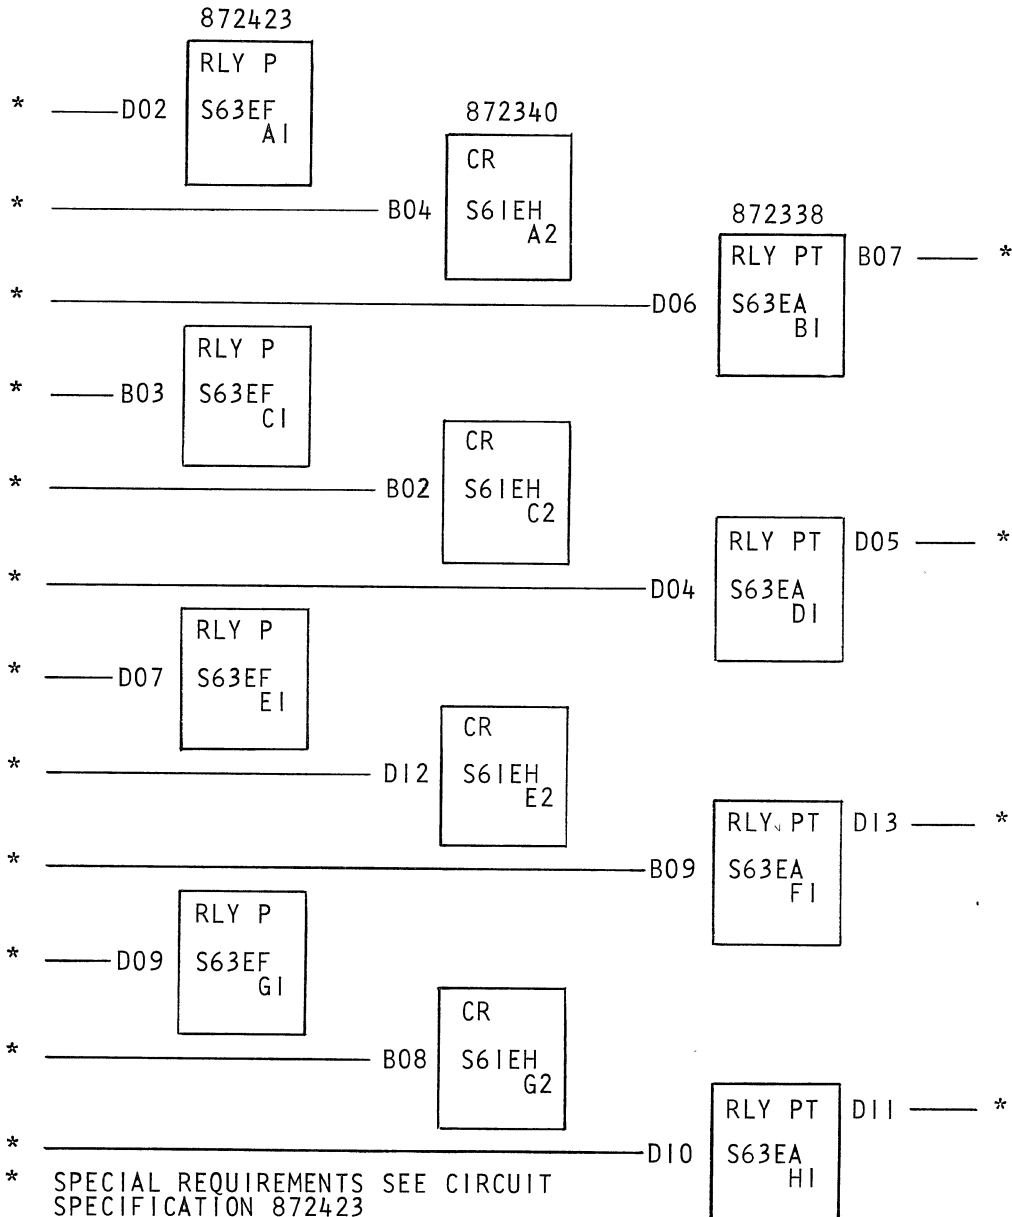 872423
RLY P
* D02 S63EF
A1
872340
CR
* B04 S61EH
A2
872338
RLY PT B07 *
* D06 S63EA
B1
RLY P
* B03 S63EF
C1
CR
* B02 S61EH
C2
RLY PT D05 *
* D04 S63EA
D1
RLY P
* D07 S63EF
E1
CR
* D12 S61EH
E2
RLY PT D13 *
* B09 S63EA
F1
RLY P
* D09 S63EF
G1
CR
* B08 S61EH
G2
RLY PT D11 *
* D10 S63EA
H1
* SPECIAL REQUIREMENTS SEE CIRCUIT
SPECIFICATION 872423